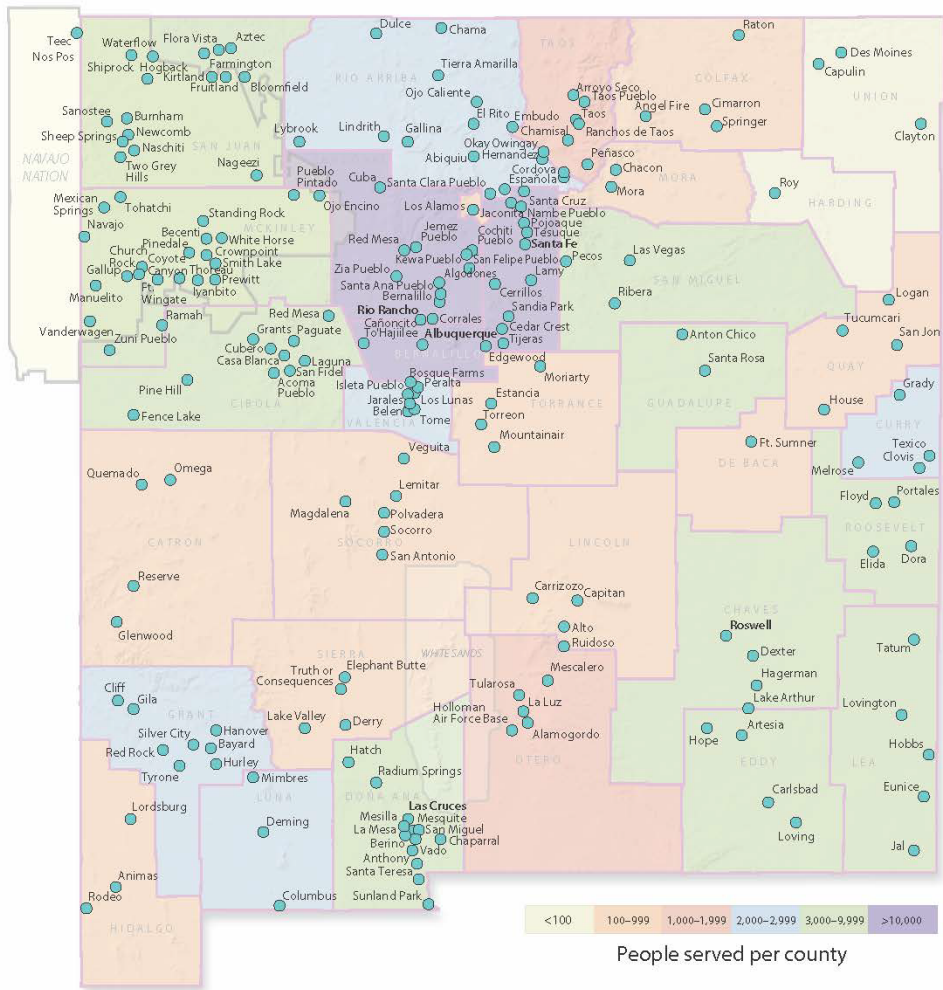 Teec
Nos Pos
Waterflow
Flora Vista
Aztec
Dulce
Chama
Raton
Des Moines
Shiprock
Hogback
Farmington
Kirtland
Fruitland
Bloomfield
RIO ARRIBA
Tierra Amarilla
TAOS
COLFAX
Capulin
UNION
Ojo Caliente
Arroyo Seco
Taos Pueblo
Angel Fire
Cimarron
Sanostee
Burnham
El Rito
Embudo
Taos
Springer
Clayton
Sheep Springs
Newcomb
Lybrook
Lindrith
Gallina
Chamisal
Ranchos de Taos
Naschiti
SAN JUAN
Okay Owingay
NAVAJO
NATION
Two Grey
Hills
Nageezi
Abiquiu
Hernandez
Peñasco
Chacon
Pueblo
Pintado
Cuba
Cordova
Española
MORA
Mora
Roy
HARDING
Mexican
Springs
Tohatchi
Santa Clara Pueblo
Ojo Encino
Los Alamos
Santa Cruz
Jaconita
Nambe Pueblo
Standing Rock
MCKINLEY
Navajo
Becenti
White Horse
Red Mesa
Jemez
Pueblo
Cochiti
Pueblo
Pojoaque
Tesuque
Santa Fe
Las Vegas
Church
Rock
Pinedale
Coyote
Canyon
Crownpoint
Smith Lake
Kewa Pueblo
San Felipe Pueblo
Pecos
Gallup
Thoreau
Prewitt
Zia Pueblo
Algodones
Lamy
SAN MIGUEL
Manuelito
Ft.
Wingate
Iyanbito
Santa Ana Pueblo
Bernalillo
Cerrillos
Ribera
Logan
Vanderwagen
Ramah
Red Mesa
Rio Rancho
Corrales
Sandia Park
Tucumcari
Zuni Pueblo
Grants
Paguate
Cañoncito
To'Hajiilee
Albuquerque
Cedar Crest
Tijeras
Anton Chico
San Jon
Cubero
Casa Blanca
Laguna
San Fidel
BERNALILLO
Edgewood
Santa Rosa
QUAY
Pine Hill
Acoma
Pueblo
Bosque Farms
Isleta Pueblo
Peralta
Moriarty
Grady
Fence Lake
CIBOLA
Jarales
Los Lunas
Estancia
TORRANCE
GUADALUPE
House
Belen
VALENCIA
Tome
Torreon
CURRY
Mountainair
Ft. Sumner
Texico
Clovis
Quemado
Omega
Veguita
DE BACA
Melrose
Lemitar
Floyd
Portales
Magdalena
Polvadera
CATRON
SOCORRO
Socorro
LINCOLN
ROOSEVELT
San Antonio
Elida
Dora
Reserve
Carrizozo
Capitan
CHAVES
Glenwood
Alto
Roswell
SIERRA
WHITE SANDS
Ruidoso
Tatum
Truth or
Consequences
Elephant Butte
Mescalero
Dexter
Cliff
Gila
Tularosa
Hagerman
GRANT
Holloman
Air Force Base
La Luz
Lake Arthur
Lovington
Lake Valley
Derry
Alamogordo
Hope
Artesia
Silver City
Hanover
Red Rock
Bayard
Hatch
OTERO
Hobbs
Tyrone
Hurley
Mimbres
Radium Springs
EDDY
LEA
LUNA
DOÑA ANA
Carlsbad
Eunice
Lordsburg
Las Cruces
Deming
Mesilla
Mesquite
La Mesa
San Miguel
Loving
Berino
Vado
Chaparral
Anthony
Jal
Animas
Santa Teresa
Rodeo
Columbus
Sunland Park
HIDALGO
<100
100–999
1,000–1,999
2,000–2,999
3,000–9,999
>10,000
People served per county